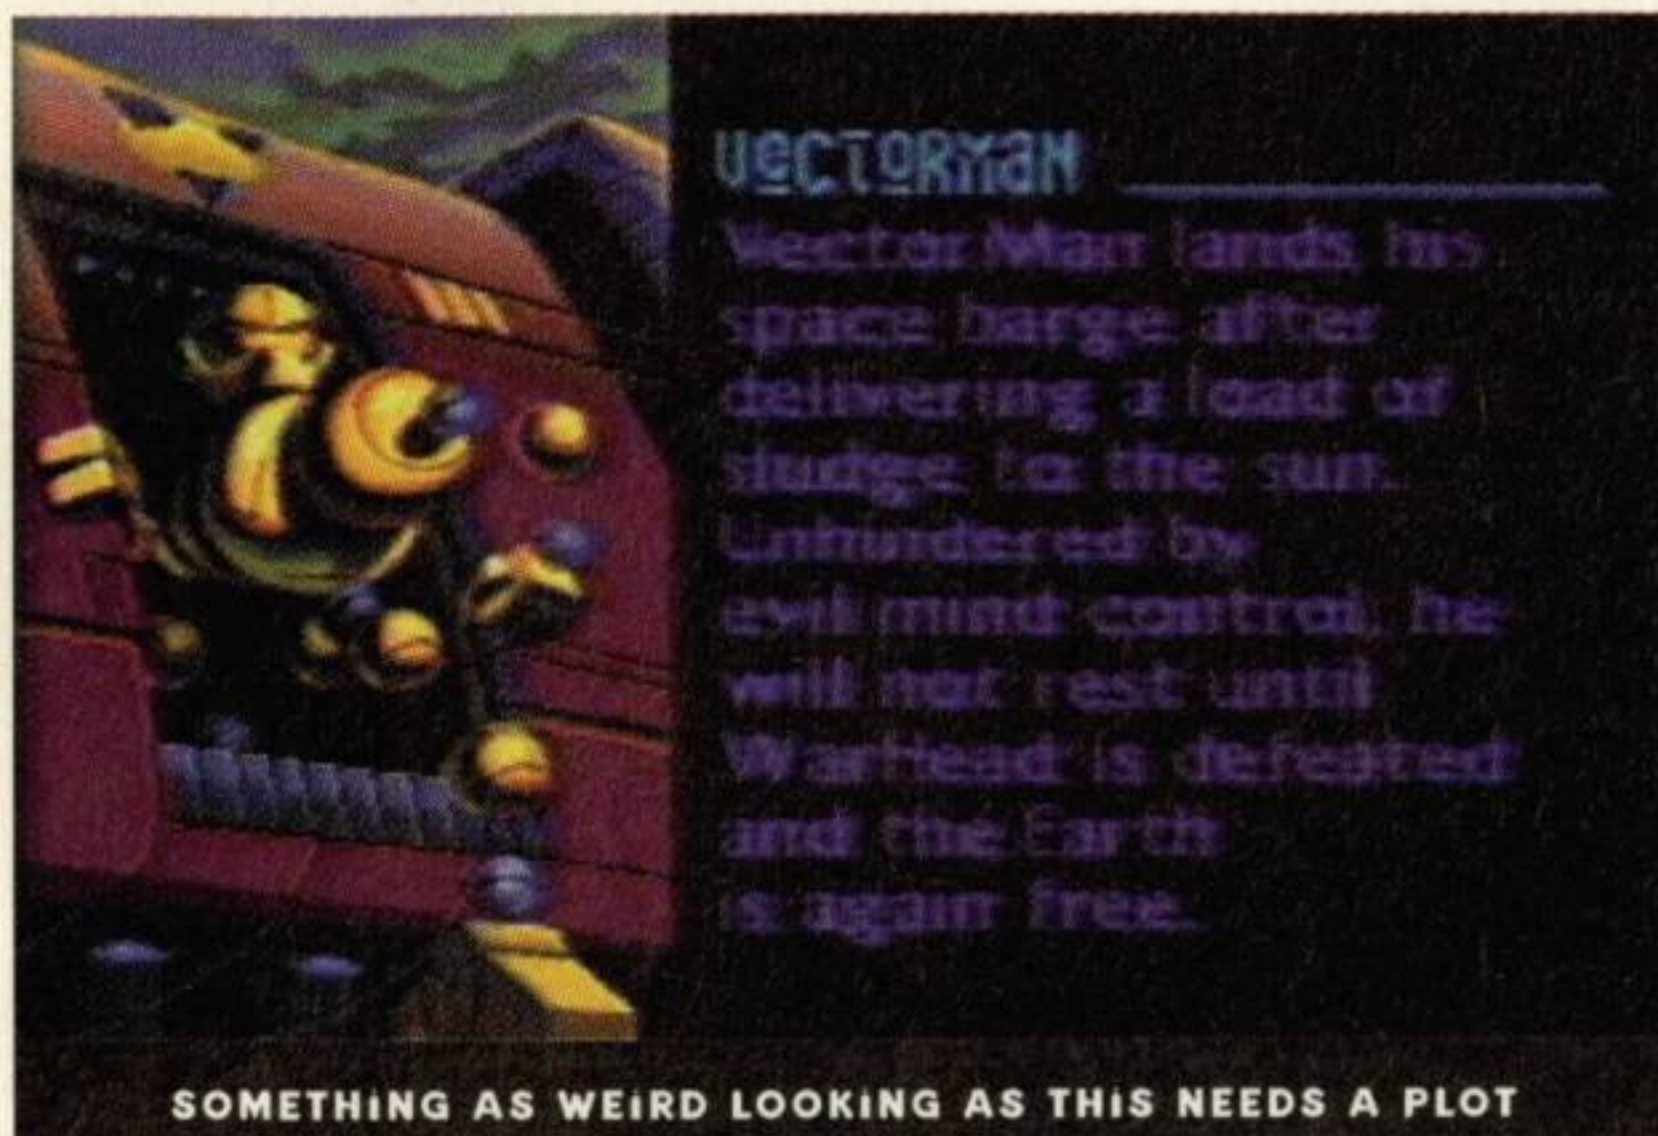 VECTORMAN
VectorMan lands his
space barge after
delivering a load of
sludge to the sun.
Unhindered by
evil mind control, he
will not rest until
WarHead is defeated
and the Earth
is again free.
SOMETHING AS WEIRD LOOKING AS THIS NEEDS A PLOT